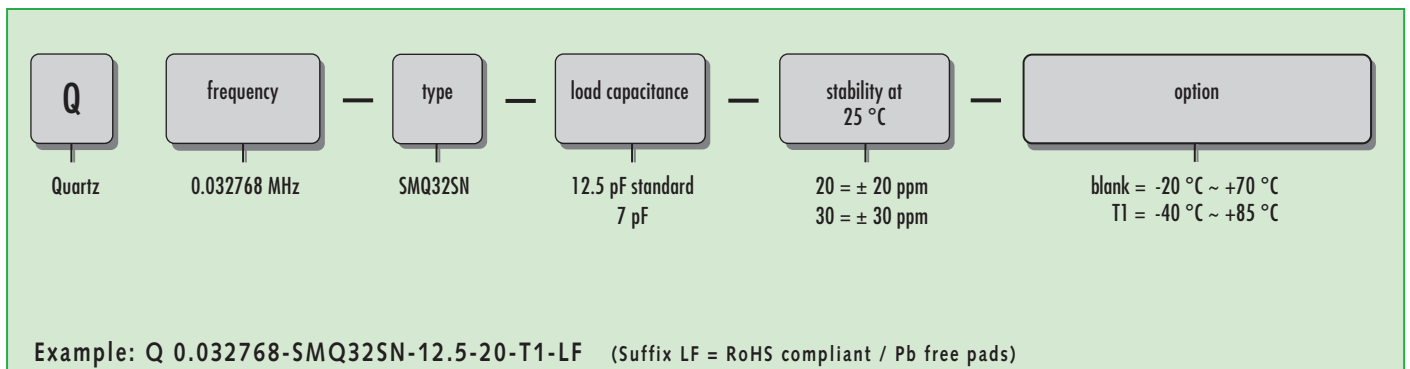 Q
frequency
—
type
—
load capacitance
—
stability at
25 °C
—
option
Quartz
0.032768 MHz
SMQ32SN
12.5 pF standard
7 pF
20 = ± 20 ppm
30 = ± 30 ppm
blank = -20 °C ~ +70 °C
T1 = -40 °C ~ +85 °C
Example: Q 0.032768-SMQ32SN-12.5-20-T1-LF (Suffix LF = RoHS compliant / Pb free pads)